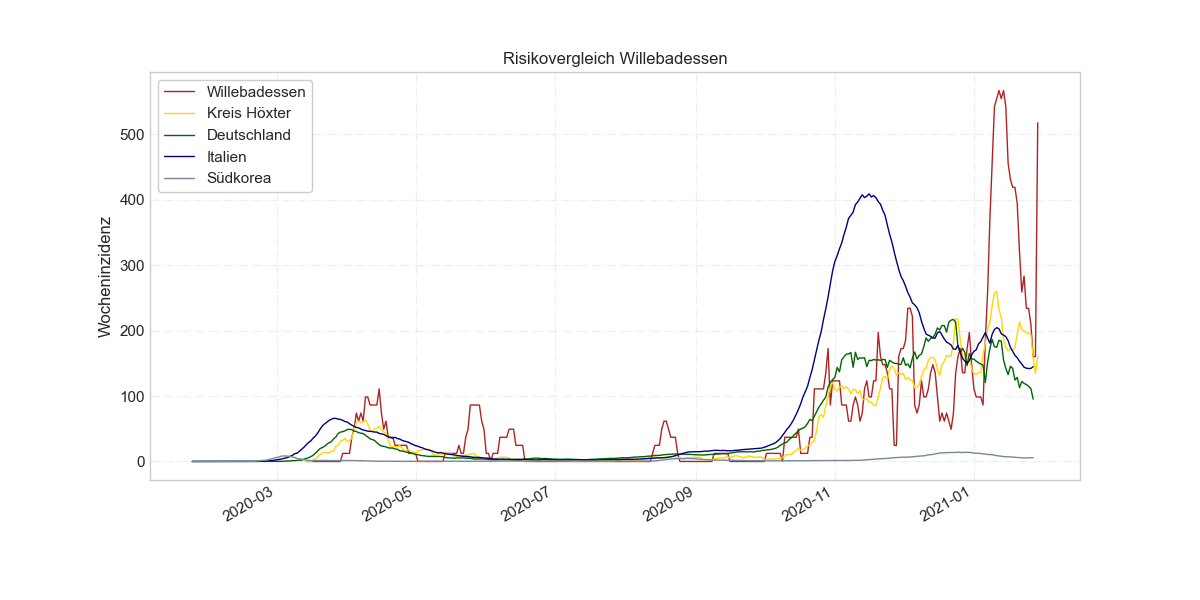 Risikovergleich Willebadessen
Willebadessen
Kreis Höxter
Deutschland
Italien
Südkorea
Wocheninzidenz
500
400
300
200
100
0
2020-03
2020-05
2020-07
2020-09
2020-11
2021-01